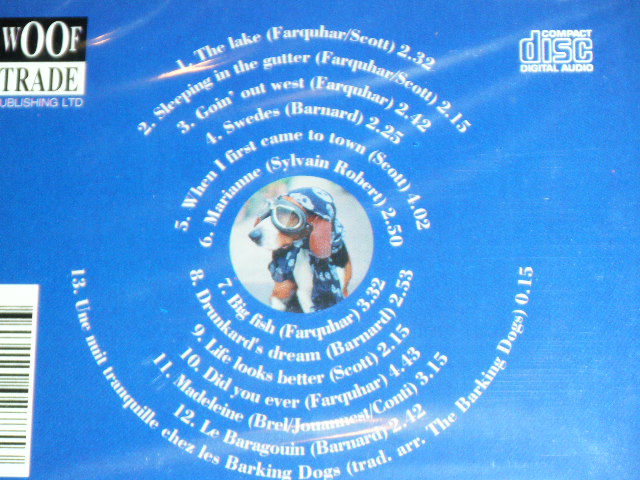 WOOF
TRADE
UBLISHING LTD
COMPACT
disc
DIGITAL AUDIO
1. The lake (Farquhar/Scott) 2.32
2. Sleeping in the gutter (Farquhar/Scott) 2.15
3. Goin' out west (Farquhar) 2.42
4. Swedes (Barnard) 2.25
5. When I first came to town (Scott) 4.02
6. Marianne (Sylvain Robert) 2.50
7. Big fish (Farquhar) 3.32
8. Drunkard's dream (Barnard) 2.53
9. Life looks better (Scott) 2.15
10. Did you ever (Farquhar) 4.43
11. Madeleine (Brel/Jouannest/Conti) 3.15
12. Le Baragouin (Barnard) 2.42
13. Une nuit tranquille chez les Barking Dogs (trad. arr. The Barking Dogs) 0.15